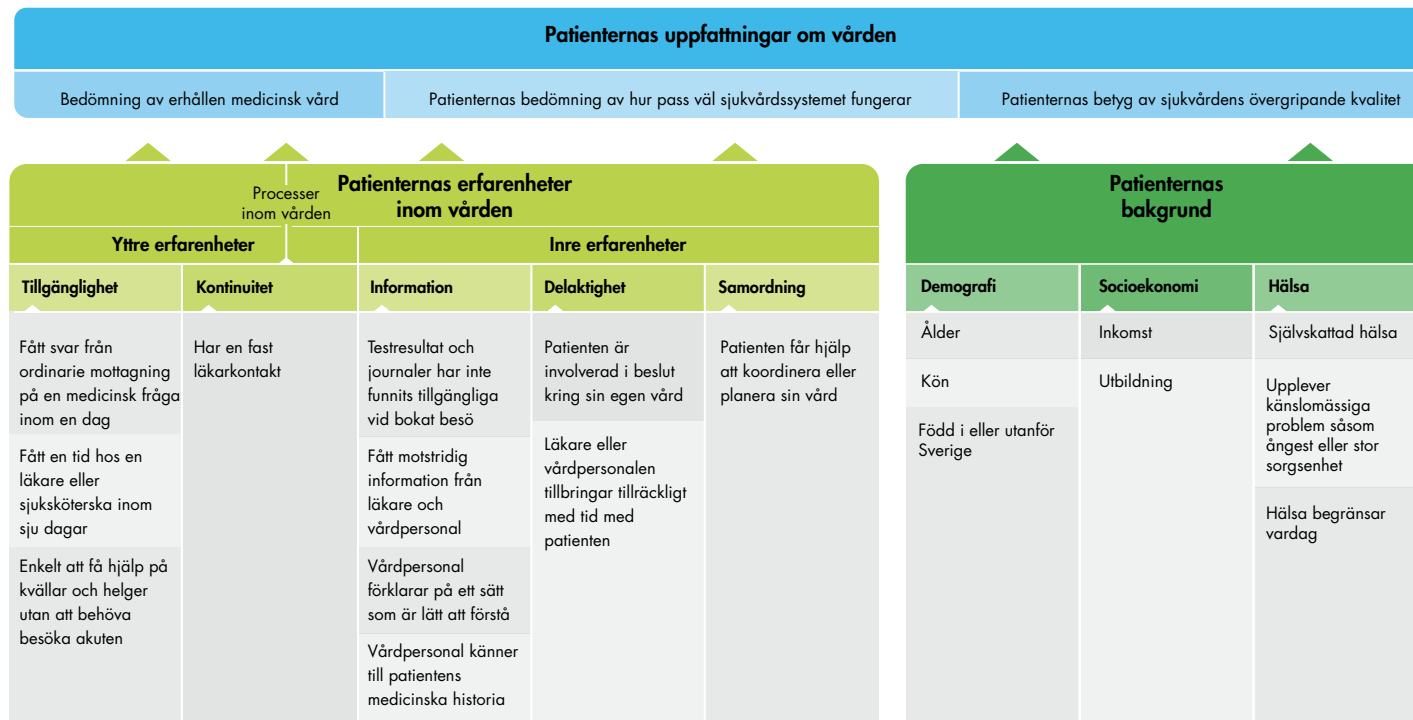 Patienternas uppfattningar om vården
Bedömning av erhållen medicinsk vård
Patienternas bedömning av hur pass väl sjukvårdssystemet fungerar
Patienternas betyg av sjukvårdens övergripande kvalitet
Processer
inom vården
Patienternas erfarenheter
inom vården
Yttre erfarenheter
Inre erfarenheter
Tillgänglighet
Fått svar från
ordinarie mottagning
på en medicinsk fråga
inom en dag
Fått en tid hos en
läkare eller
sjuksköterska inom
sju dagar
Enkelt att få hjälp på
kvällar och helger
utan att behöva
besöka akuten
Kontinuitet
Har en fast
läkarkontakt
Information
Testresultat och
journaler har inte
funnits tillgängliga
vid bokat besö
Fått motstridig
information från
läkare och
vårdpersonal
Vårdpersonal
förklarar på ett sätt
som är lätt att förstå
Vårdpersonal känner
till patientens
medicinska historia
Delaktighet
Patienten är
involverad i beslut
kring sin egen vård
Läkare eller
vårdpersonalen
tillbringar tillräckligt
med tid med
patienten
Samordning
Patienten får hjälp
att koordinera eller
planera sin vård
Patienternas
bakgrund
Demografi
Ålder
Kön
Född i eller utanför
Sverige
Socioekonomi
Inkomst
Utbildning
Hälsa
Självskattad hälsa
Upplever
känslomässiga
problem såsom
ångest eller stor
sorgsenhet
Hälsa begränsar
vardag